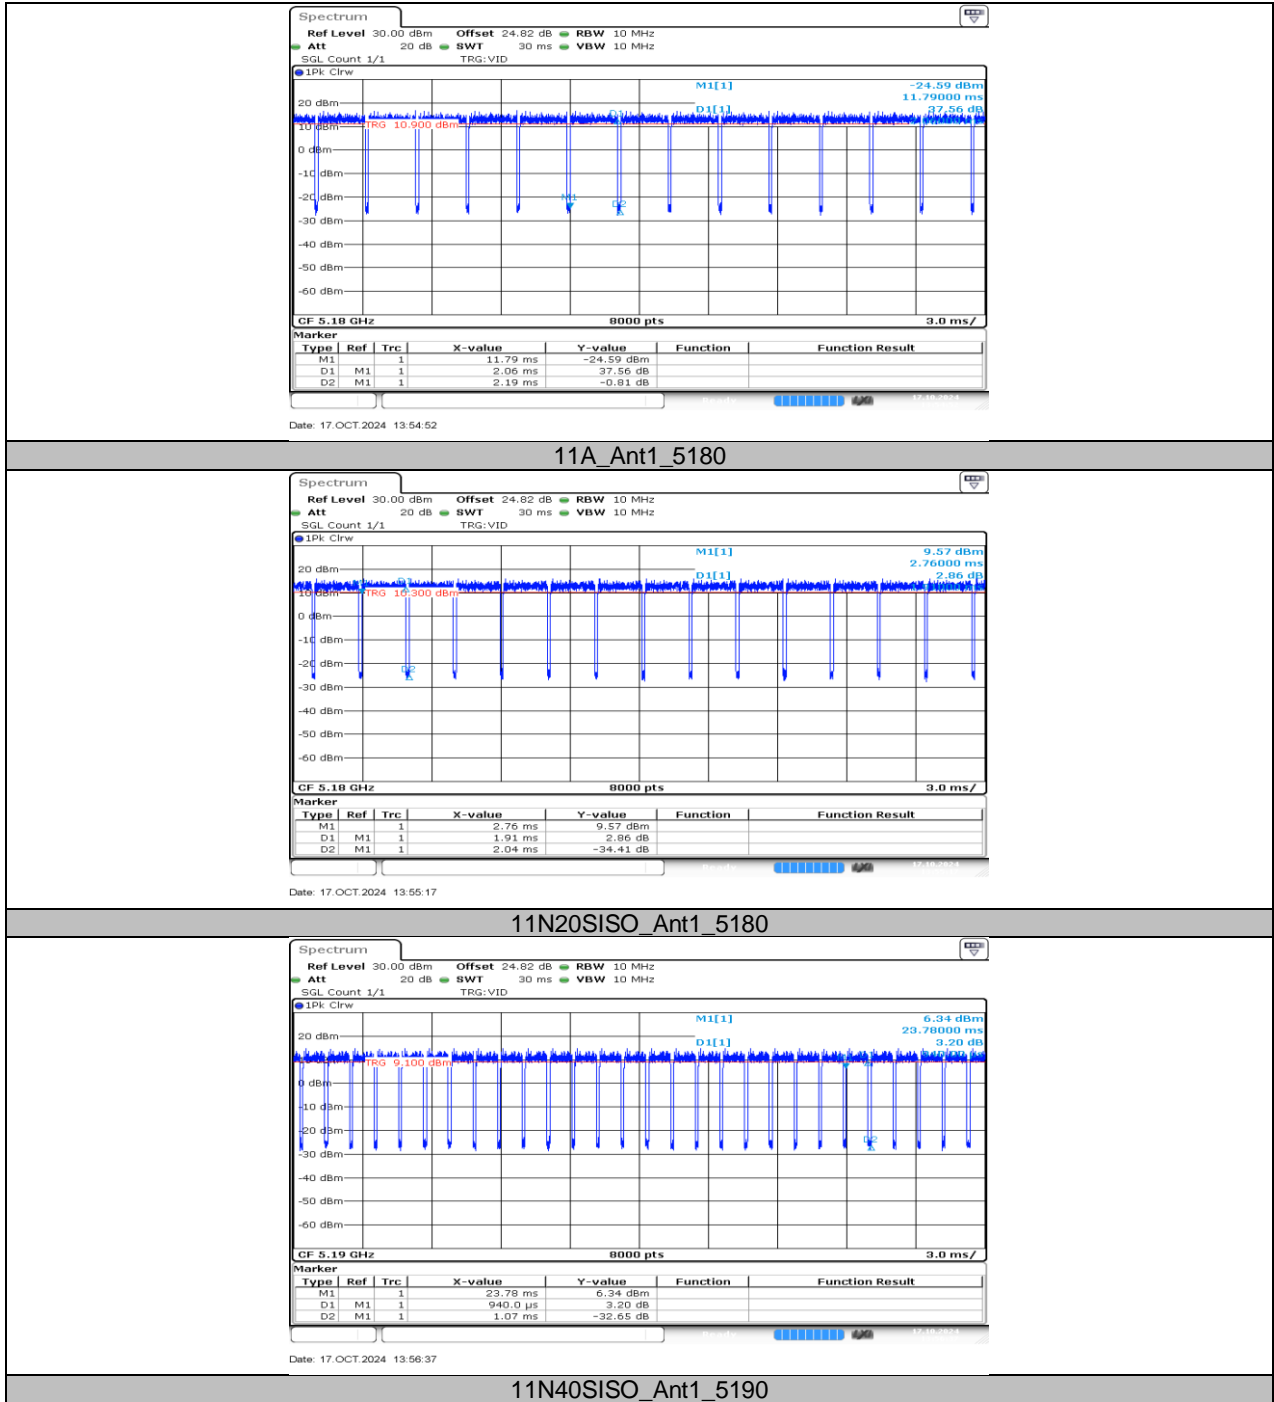 Spectrum
Ref Level 30.00 dBm Offset 24.82 dB RBW 10 MHz
Att 20 dB SWT 30 ms VBW 10 MHz
SGL Count 1/1 TRG:VID
1Pk Clrw
M1[1] -24.59 dBm
11.79000 ms
D1[1] 37.56 dB
20 dBm
10 dBm
TRG 10.900 dBm
0 dBm
-10 dBm
-20 dBm
M1
D2
-30 dBm
-40 dBm
-50 dBm
-60 dBm
CF 5.18 GHz 8000 pts 3.0 ms/
Marker
Type Ref Trc X-value Y-value Function Function Result
M1 1 11.79 ms -24.59 dBm
D1 M1 1 2.06 ms 37.56 dB
D2 M1 1 2.19 ms -0.81 dB
17.10.2024
Date: 17.OCT.2024 13:54:52
11A_Ant1_5180
Spectrum
Ref Level 30.00 dBm Offset 24.82 dB RBW 10 MHz
Att 20 dB SWT 30 ms VBW 10 MHz
SGL Count 1/1 TRG:VID
1Pk Clrw
M1[1] 9.57 dBm
2.76000 ms
D1[1] 2.86 dB
20 dBm
10 dBm
TRG 10.300 dBm
0 dBm
-10 dBm
-20 dBm
D2
-30 dBm
-40 dBm
-50 dBm
-60 dBm
CF 5.18 GHz 8000 pts 3.0 ms/
Marker
Type Ref Trc X-value Y-value Function Function Result
M1 1 2.76 ms 9.57 dBm
D1 M1 1 1.91 ms 2.86 dB
D2 M1 1 2.04 ms -34.41 dB
17.10.2024
Date: 17.OCT.2024 13:55:17
11N20SISO_Ant1_5180
Spectrum
Ref Level 30.00 dBm Offset 24.82 dB RBW 10 MHz
Att 20 dB SWT 30 ms VBW 10 MHz
SGL Count 1/1 TRG:VID
1Pk Clrw
M1[1] 6.34 dBm
23.78000 ms
D1[1] 3.20 dB
20 dBm
TRG 9.100 dBm
0 dBm
-10 dBm
-20 dBm
D2
-30 dBm
-40 dBm
-50 dBm
-60 dBm
CF 5.19 GHz 8000 pts 3.0 ms/
Marker
Type Ref Trc X-value Y-value Function Function Result
M1 1 23.78 ms 6.34 dBm
D1 M1 1 940.0 µs 3.20 dB
D2 M1 1 1.07 ms -32.65 dB
17.10.2024
Date: 17.OCT.2024 13:56:37
11N40SISO_Ant1_5190